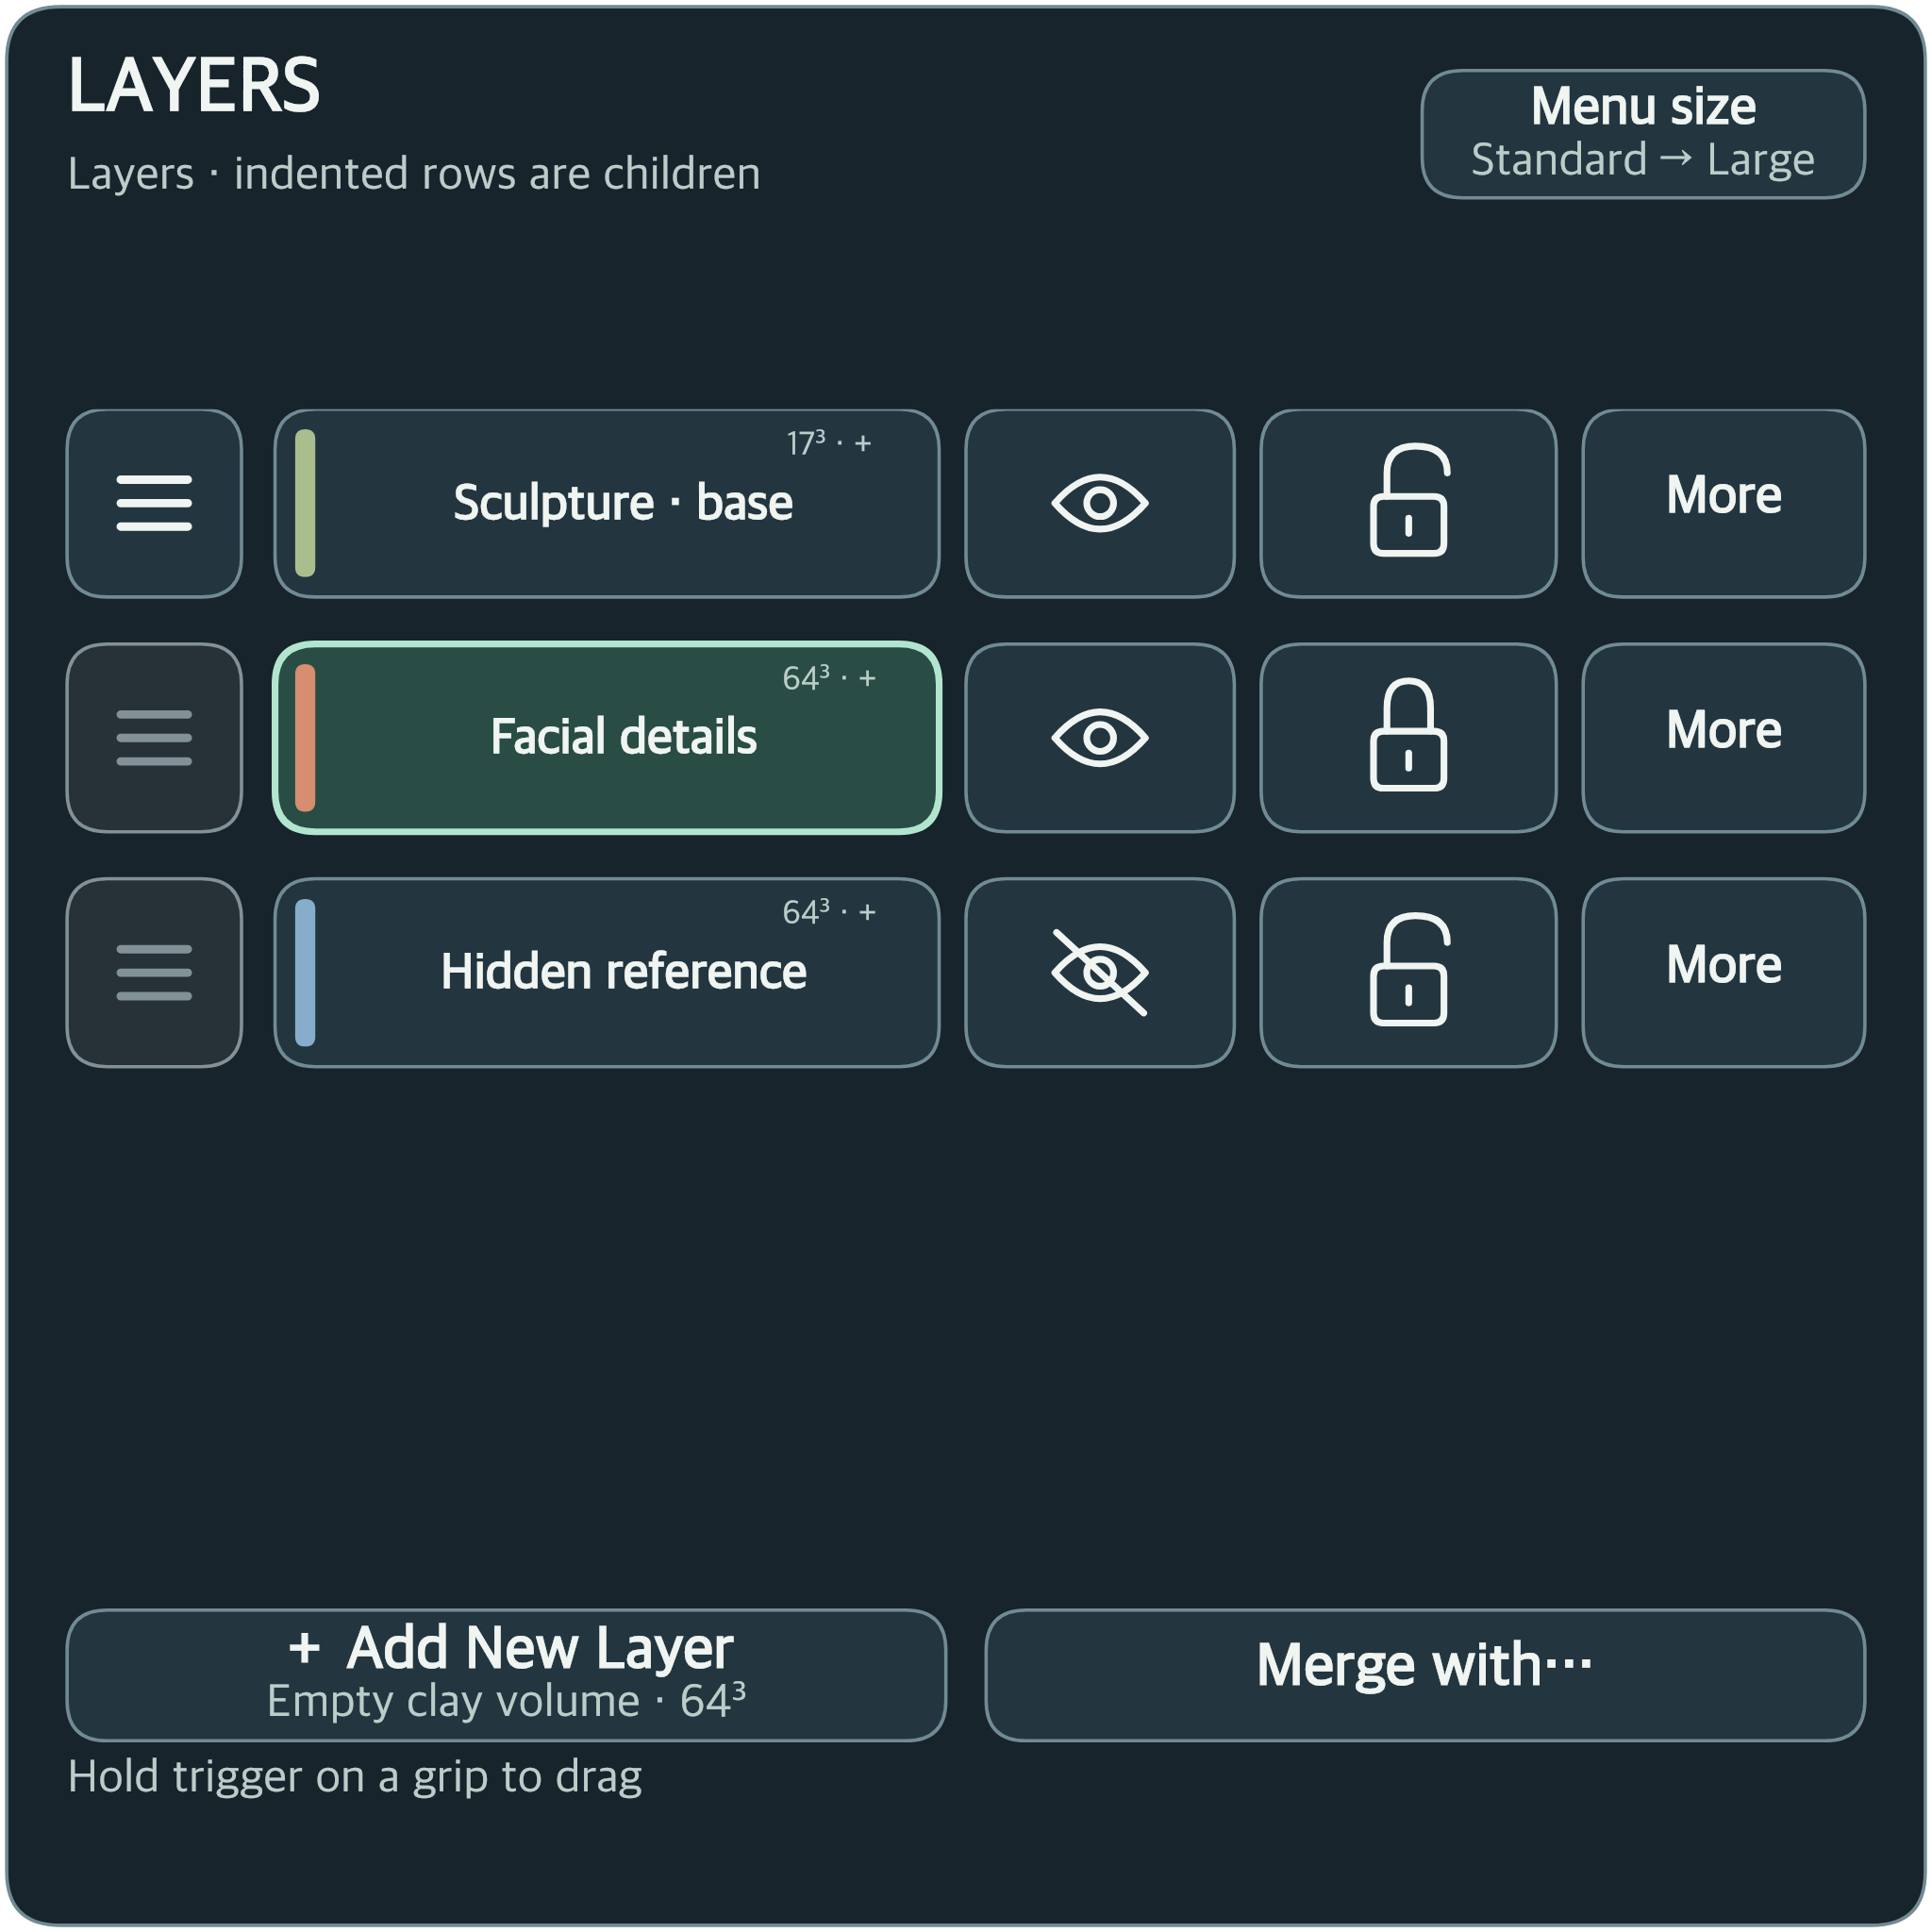 LAYERS
Layers · indented rows are children
Menu size
Standard → Large
17³ · +
Sculpture · base
More
64³ · +
Facial details
More
64³ · +
Hidden reference
More
+ Add New Layer
Empty clay volume · 64³
Merge with···
Hold trigger on a grip to drag